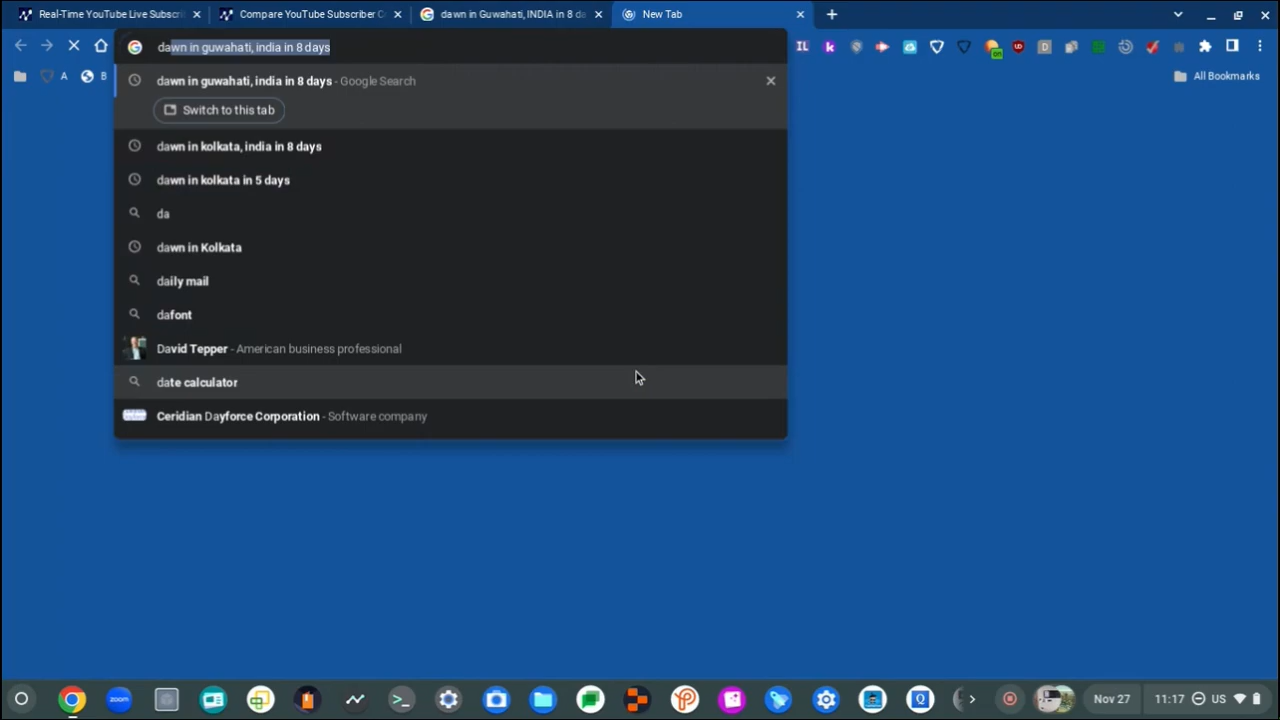 Real-Time YouTube Live Subscri
Compare YouTube Subscriber C
dawn in Guwahati, INDIA in 8 da
New Tab
dawn in guwahati, india in 8 days
A
B
All Bookmarks
dawn in guwahati, india in 8 days - Google Search
Switch to this tab
dawn in kolkata, india in 8 days
dawn in kolkata in 5 days
da
dawn in Kolkata
daily mail
dafont
David Tepper - American business professional
date calculator
Ceridian Dayforce Corporation - Software company
zoom
Nov 27
11:17
US